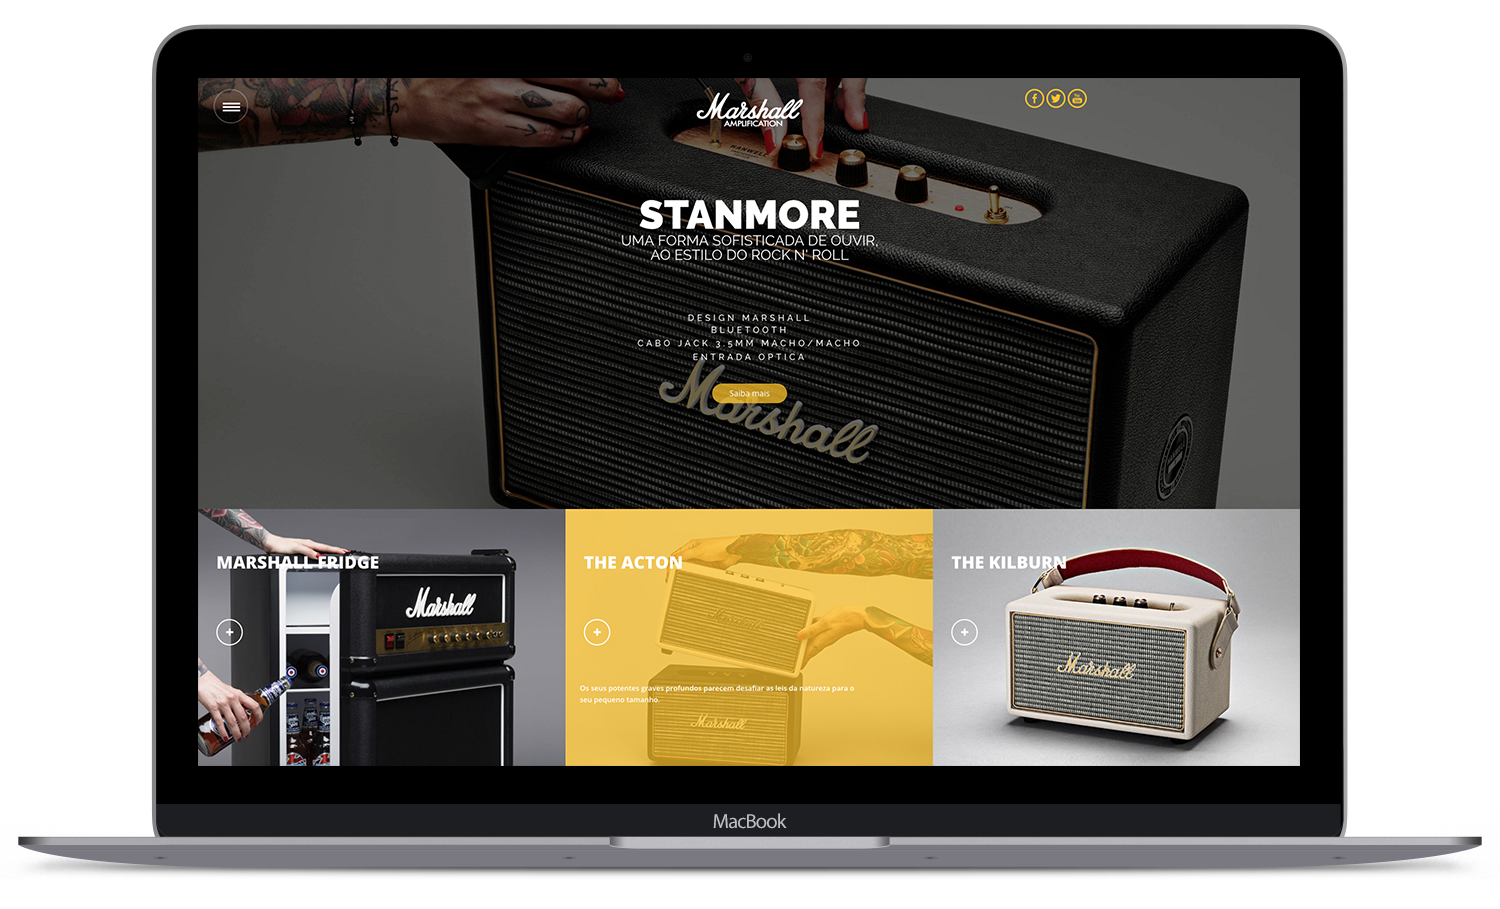 Marshall
AMPLIFICATION
HANWELL
STANMORE
UMA FORMA SOFISTICADA DE OUVIR,
AO ESTILO DO ROCK N' ROLL
DESIGN MARSHALL
BLUETOOTH
CABO JACK 3.5MM MACHO/MACHO
ENTRADA OPTICA
Saiba mais
Marshall
MARSHALL FRIDGE
Marshall
THE ACTON
Os seus potentes graves profundos parecem desafiar as leis da natureza para o
seu pequeno tamanho.
Marshall
THE KILBURN
Marshall
MacBook